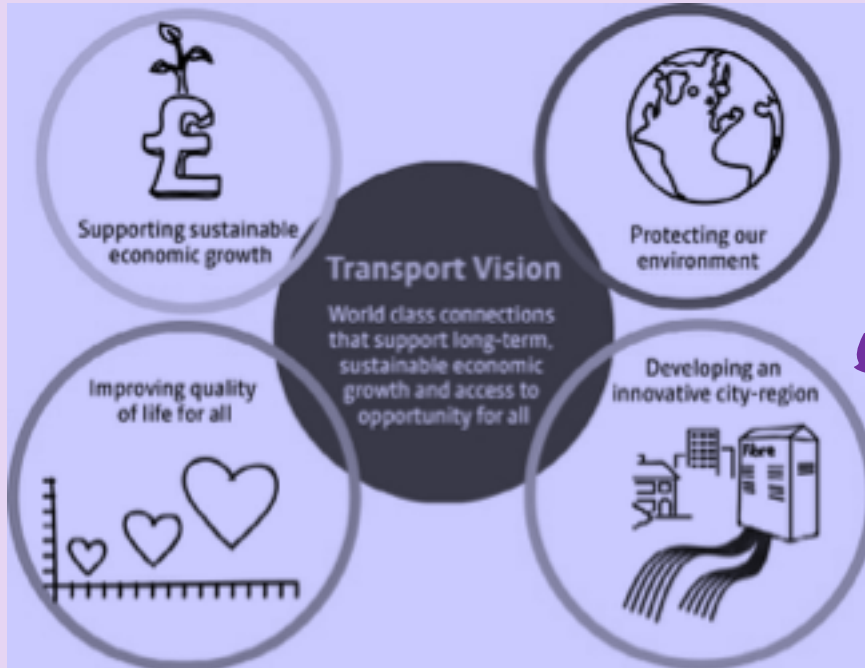 Supporting sustainable
economic growth
Protecting our
environment
Transport Vision
World class connections
that support long-term,
sustainable economic
growth and access to
opportunity for all
Improving quality
of life for all
Developing an
innovative city-region
Fibre